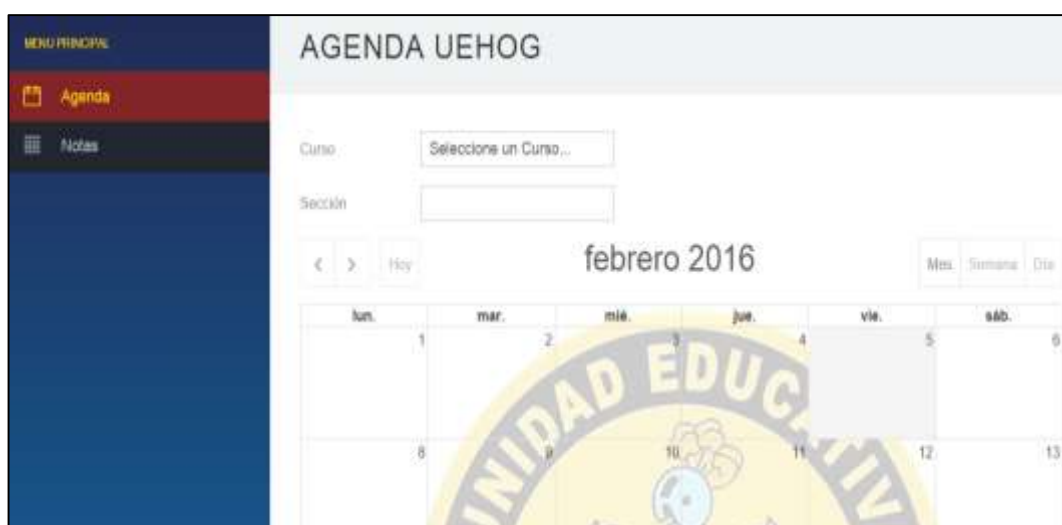 MENU PRINCIPAL
Agenda
Notas
AGENDA UEHOG
Curso
Seleccione un Curso...
Sección
Hoy
febrero 2016
Mes Semana Día
lun. mar. mié. jue. vie. sáb.
1 2 3 4 5 6
8 9 10 11 12 13
UNIDAD EDUCATIV